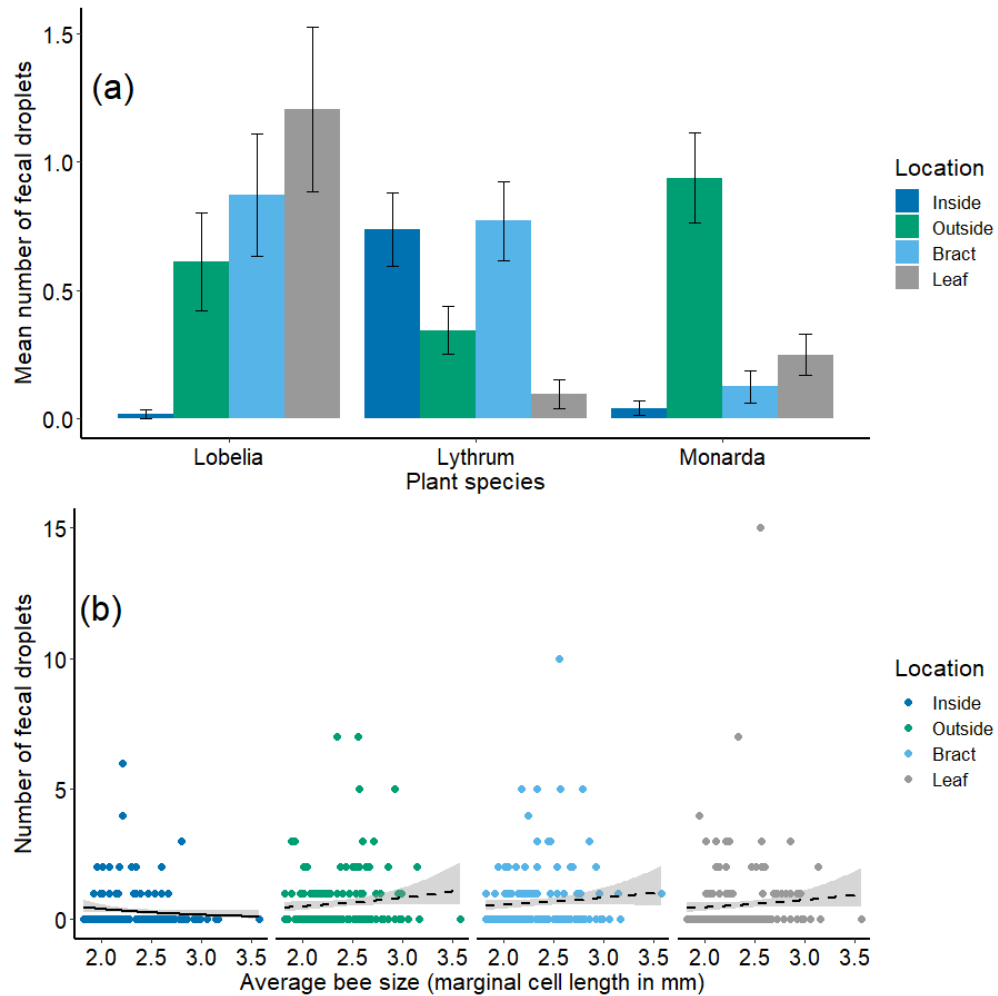 (a)
Mean number of fecal droplets
1.5
1.0
0.5
0.0
Lobelia Lythrum Monarda
Plant species
Location
Inside
Outside
Bract
Leaf
(b)
Number of fecal droplets
15
10
5
0
2.0 2.5 3.0 3.5 2.0 2.5 3.0 3.5 2.0 2.5 3.0 3.5 2.0 2.5 3.0 3.5
Average bee size (marginal cell length in mm)
Location
Inside
Outside
Bract
Leaf